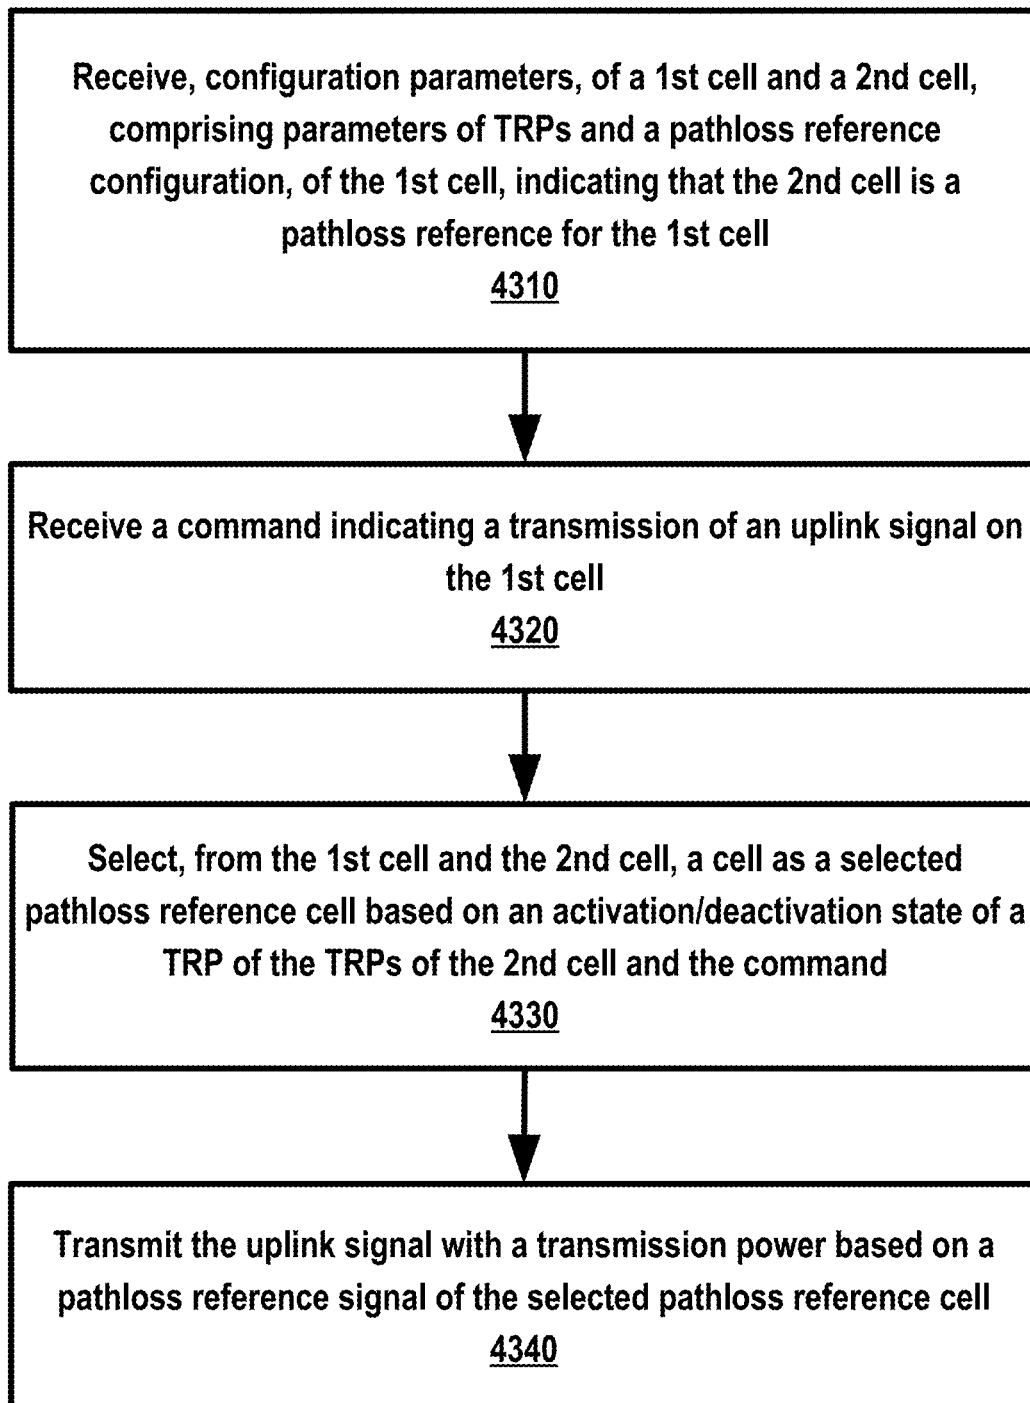 Receive, configuration parameters, of a 1st cell and a 2nd cell,
comprising parameters of TRPs and a pathloss reference
configuration, of the 1st cell, indicating that the 2nd cell is a
pathloss reference for the 1st cell
4310
Receive a command indicating a transmission of an uplink signal on
the 1st cell
4320
Select, from the 1st cell and the 2nd cell, a cell as a selected
pathloss reference cell based on an activation/deactivation state of a
TRP of the TRPs of the 2nd cell and the command
4330
Transmit the uplink signal with a transmission power based on a
pathloss reference signal of the selected pathloss reference cell
4340